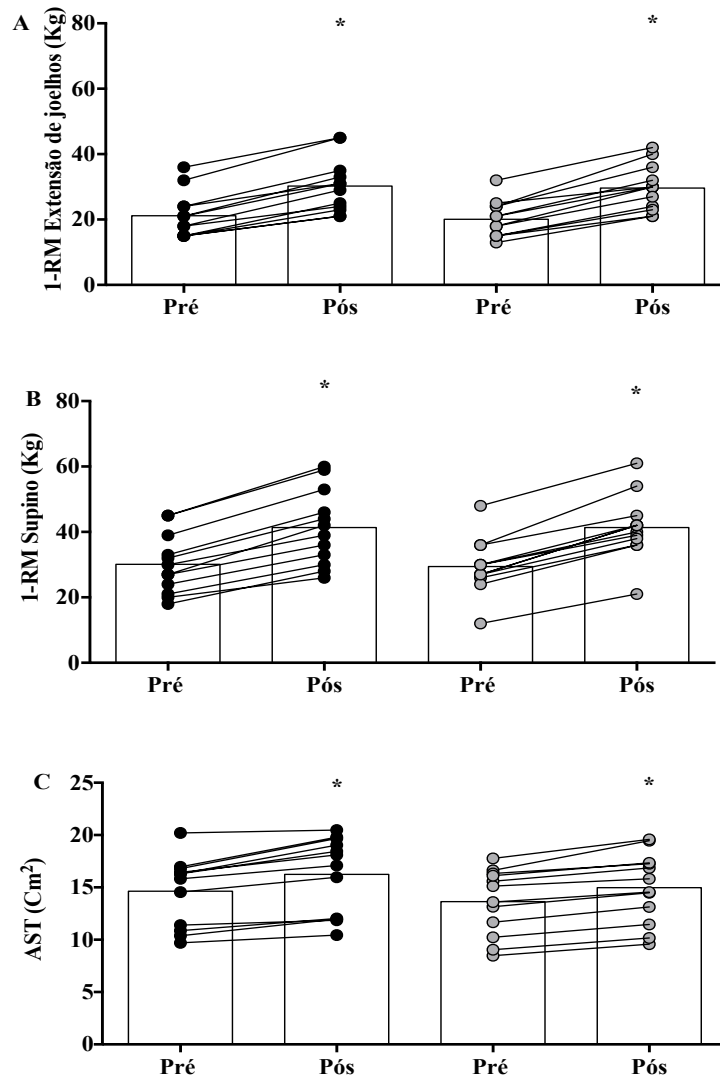 A
1-RM Extensão de joelhos (Kg)
80
60
40
20
0
*
*
Pré
Pós
Pré
Pós
B
1-RM Supino (Kg)
80
60
40
20
0
*
*
Pré
Pós
Pré
Pós
C
AST (Cm²)
25
20
15
10
5
0
*
*
Pré
Pós
Pré
Pós